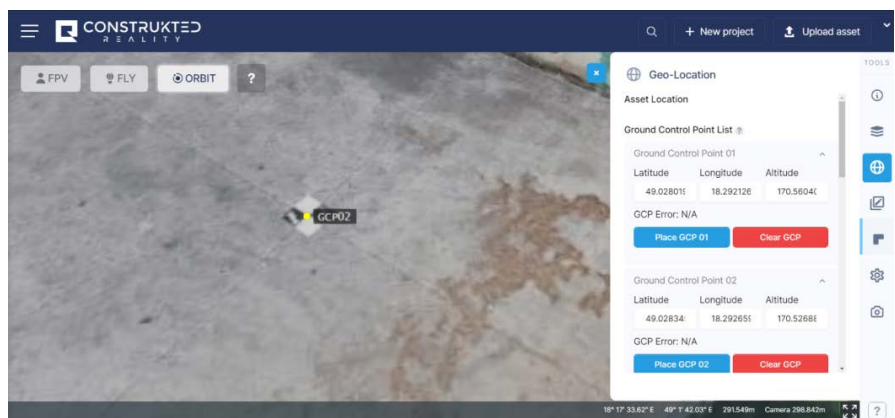 CONSTRUKTED
REALITY
+ New project
Upload asset
FPV
FLY
ORBIT
?
GCP02
×
Geo-Location
Asset Location
Ground Control Point List ?
Ground Control Point 01
Latitude Longitude Altitude
49.028019 18.292126 170.5604
GCP Error: N/A
Place GCP 01 Clear GCP
Ground Control Point 02
Latitude Longitude Altitude
49.02834 18.292659 170.52688
GCP Error: N/A
Place GCP 02 Clear GCP
TOOLS
18° 17' 33.62" E 49° 1' 42.03" E 291.549m Camera 298.842m
?